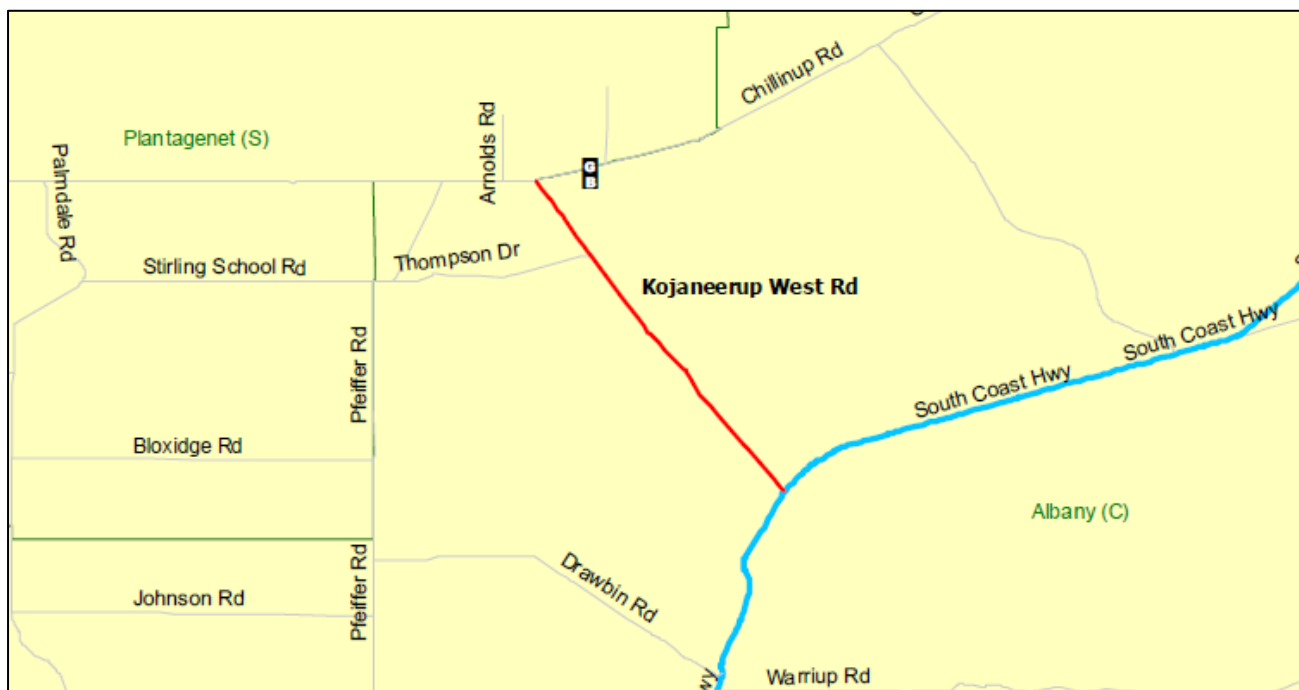 Chillinup Rd
Plantagenet (S)
Arnolds Rd
Palmdale Rd
G
B
Stirling School Rd
Thompson Dr
Kojaneerup West Rd
South Coast Hwy
South Coast Hwy
Pfeiffer Rd
Bloxidge Rd
Albany (C)
Drawbin Rd
Pfeiffer Rd
Johnson Rd
Warriup Rd
wy